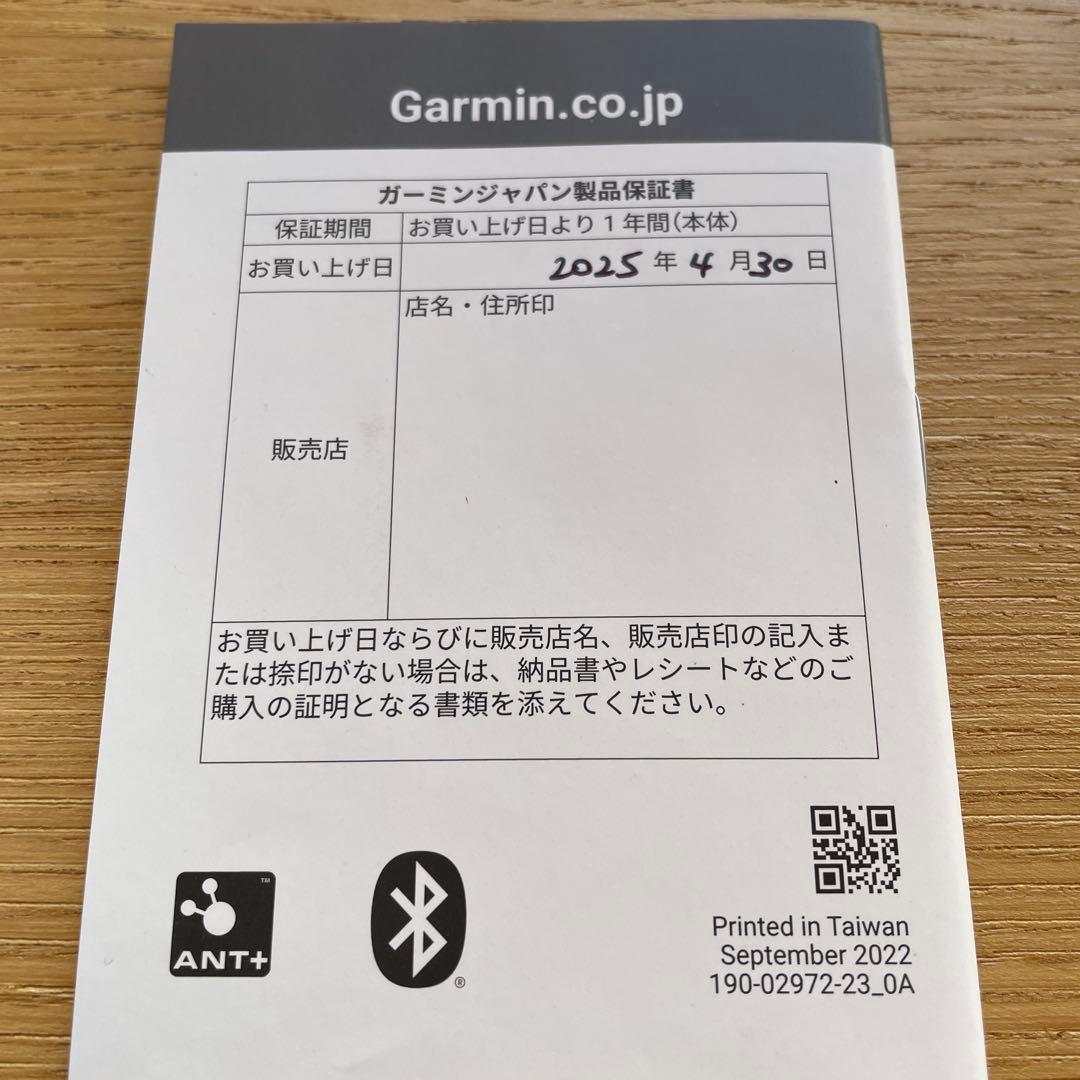 Garmin.co.jp
ガーミンジャパン製品保証書
保証期間 お買い上げ日より1年間(本体)
お買い上げ日 2025 年 4 月 30 日
店名・住所印
販売店
お買い上げ日ならびに販売店名、販売店印の記入ま
たは捺印がない場合は、納品書やレシートなどのご
購入の証明となる書類を添えてください。
ANT+
TM
®
Printed in Taiwan
September 2022
190-02972-23_0A